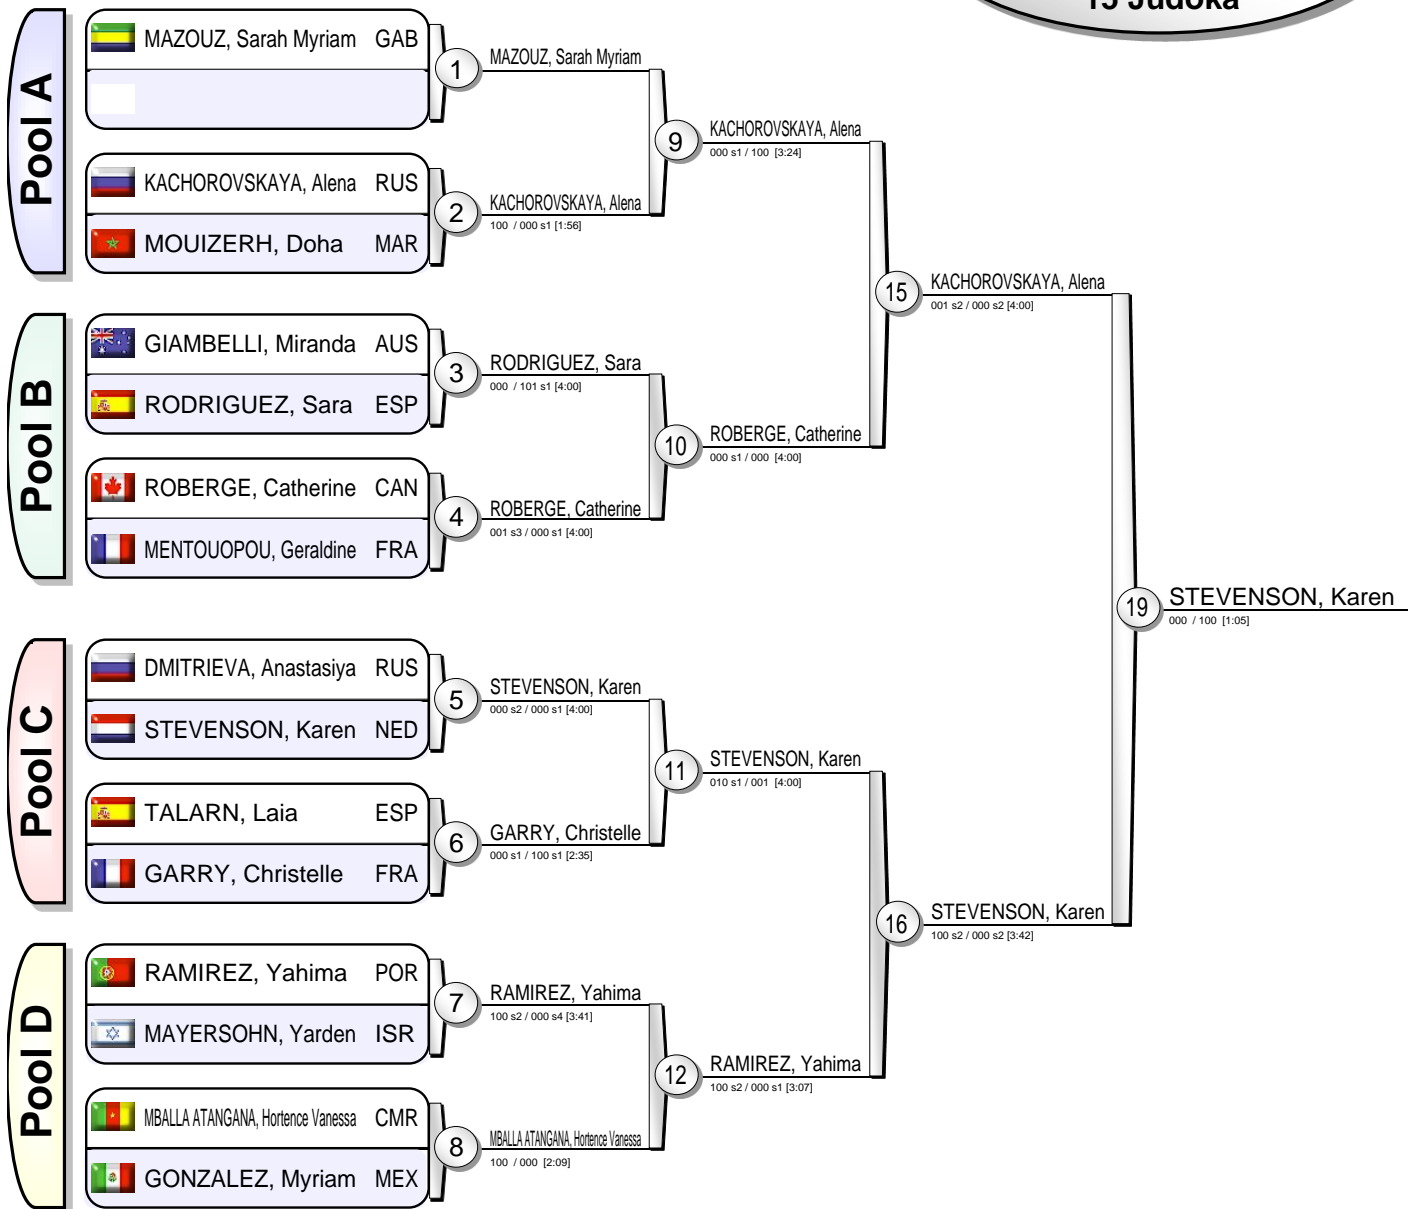 15 Judoka
Pool A
MAZOUZ, Sarah Myriam GAB
1
KACHOROVSKAYA, Alena RUS
MOUIZERH, Doha MAR
2
Pool B
GIAMBELLI, Miranda AUS
RODRIGUEZ, Sara ESP
3
ROBERGE, Catherine CAN
MENTOUOPOU, Geraldine FRA
4
Pool C
DMITRIEVA, Anastasiya RUS
STEVENSON, Karen NED
5
TALARN, Laia ESP
GARRY, Christelle FRA
6
Pool D
RAMIREZ, Yahima POR
MAYERSOHN, Yarden ISR
7
MBALLA ATANGANA, Hortence Vanessa CMR
GONZALEZ, Myriam MEX
8
MAZOUZ, Sarah Myriam
KACHOROVSKAYA, Alena
100 / 000 s1 [1:56]
9
RODRIGUEZ, Sara
000 / 101 s1 [4:00]
ROBERGE, Catherine
001 s3 / 000 s1 [4:00]
10
STEVENSON, Karen
000 s2 / 000 s1 [4:00]
GARRY, Christelle
000 s1 / 100 s1 [2:35]
11
RAMIREZ, Yahima
100 s2 / 000 s4 [3:41]
MBALLA ATANGANA, Hortence Vanessa
100 / 000 [2:09]
12
KACHOROVSKAYA, Alena
000 s1 / 100 [3:24]
ROBERGE, Catherine
000 s1 / 000 [4:00]
15
STEVENSON, Karen
010 s1 / 001 [4:00]
RAMIREZ, Yahima
100 s2 / 000 s1 [3:07]
16
KACHOROVSKAYA, Alena
001 s2 / 000 s2 [4:00]
STEVENSON, Karen
100 s2 / 000 s2 [3:42]
19
STEVENSON, Karen
000 / 100 [1:05]